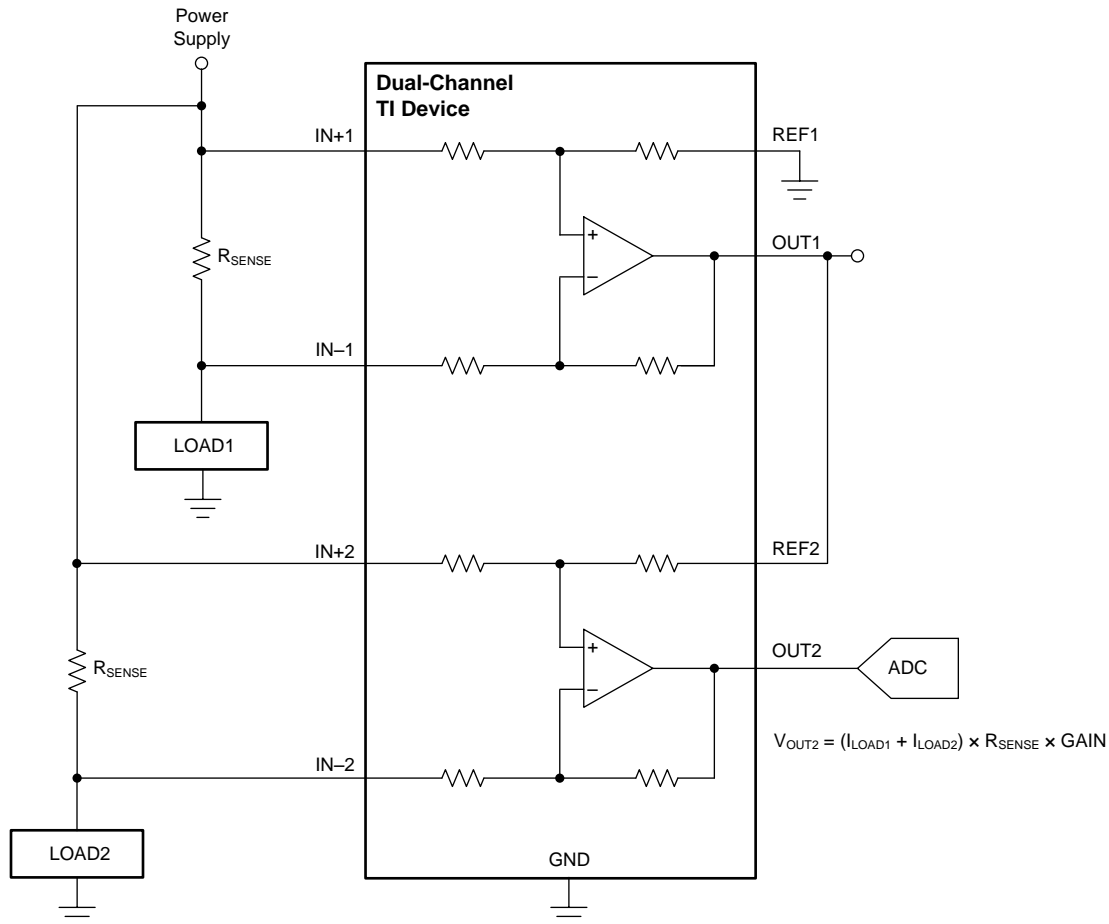 Power
Supply
Dual-Channel
TI Device
IN+1
REF1
+
OUT1
RSENSE
–
IN–1
LOAD1
IN+2
REF2
+
OUT2
ADC
RSENSE
–
VOUT2 = (ILOAD1 + ILOAD2) × RSENSE × GAIN
IN–2
LOAD2
GND